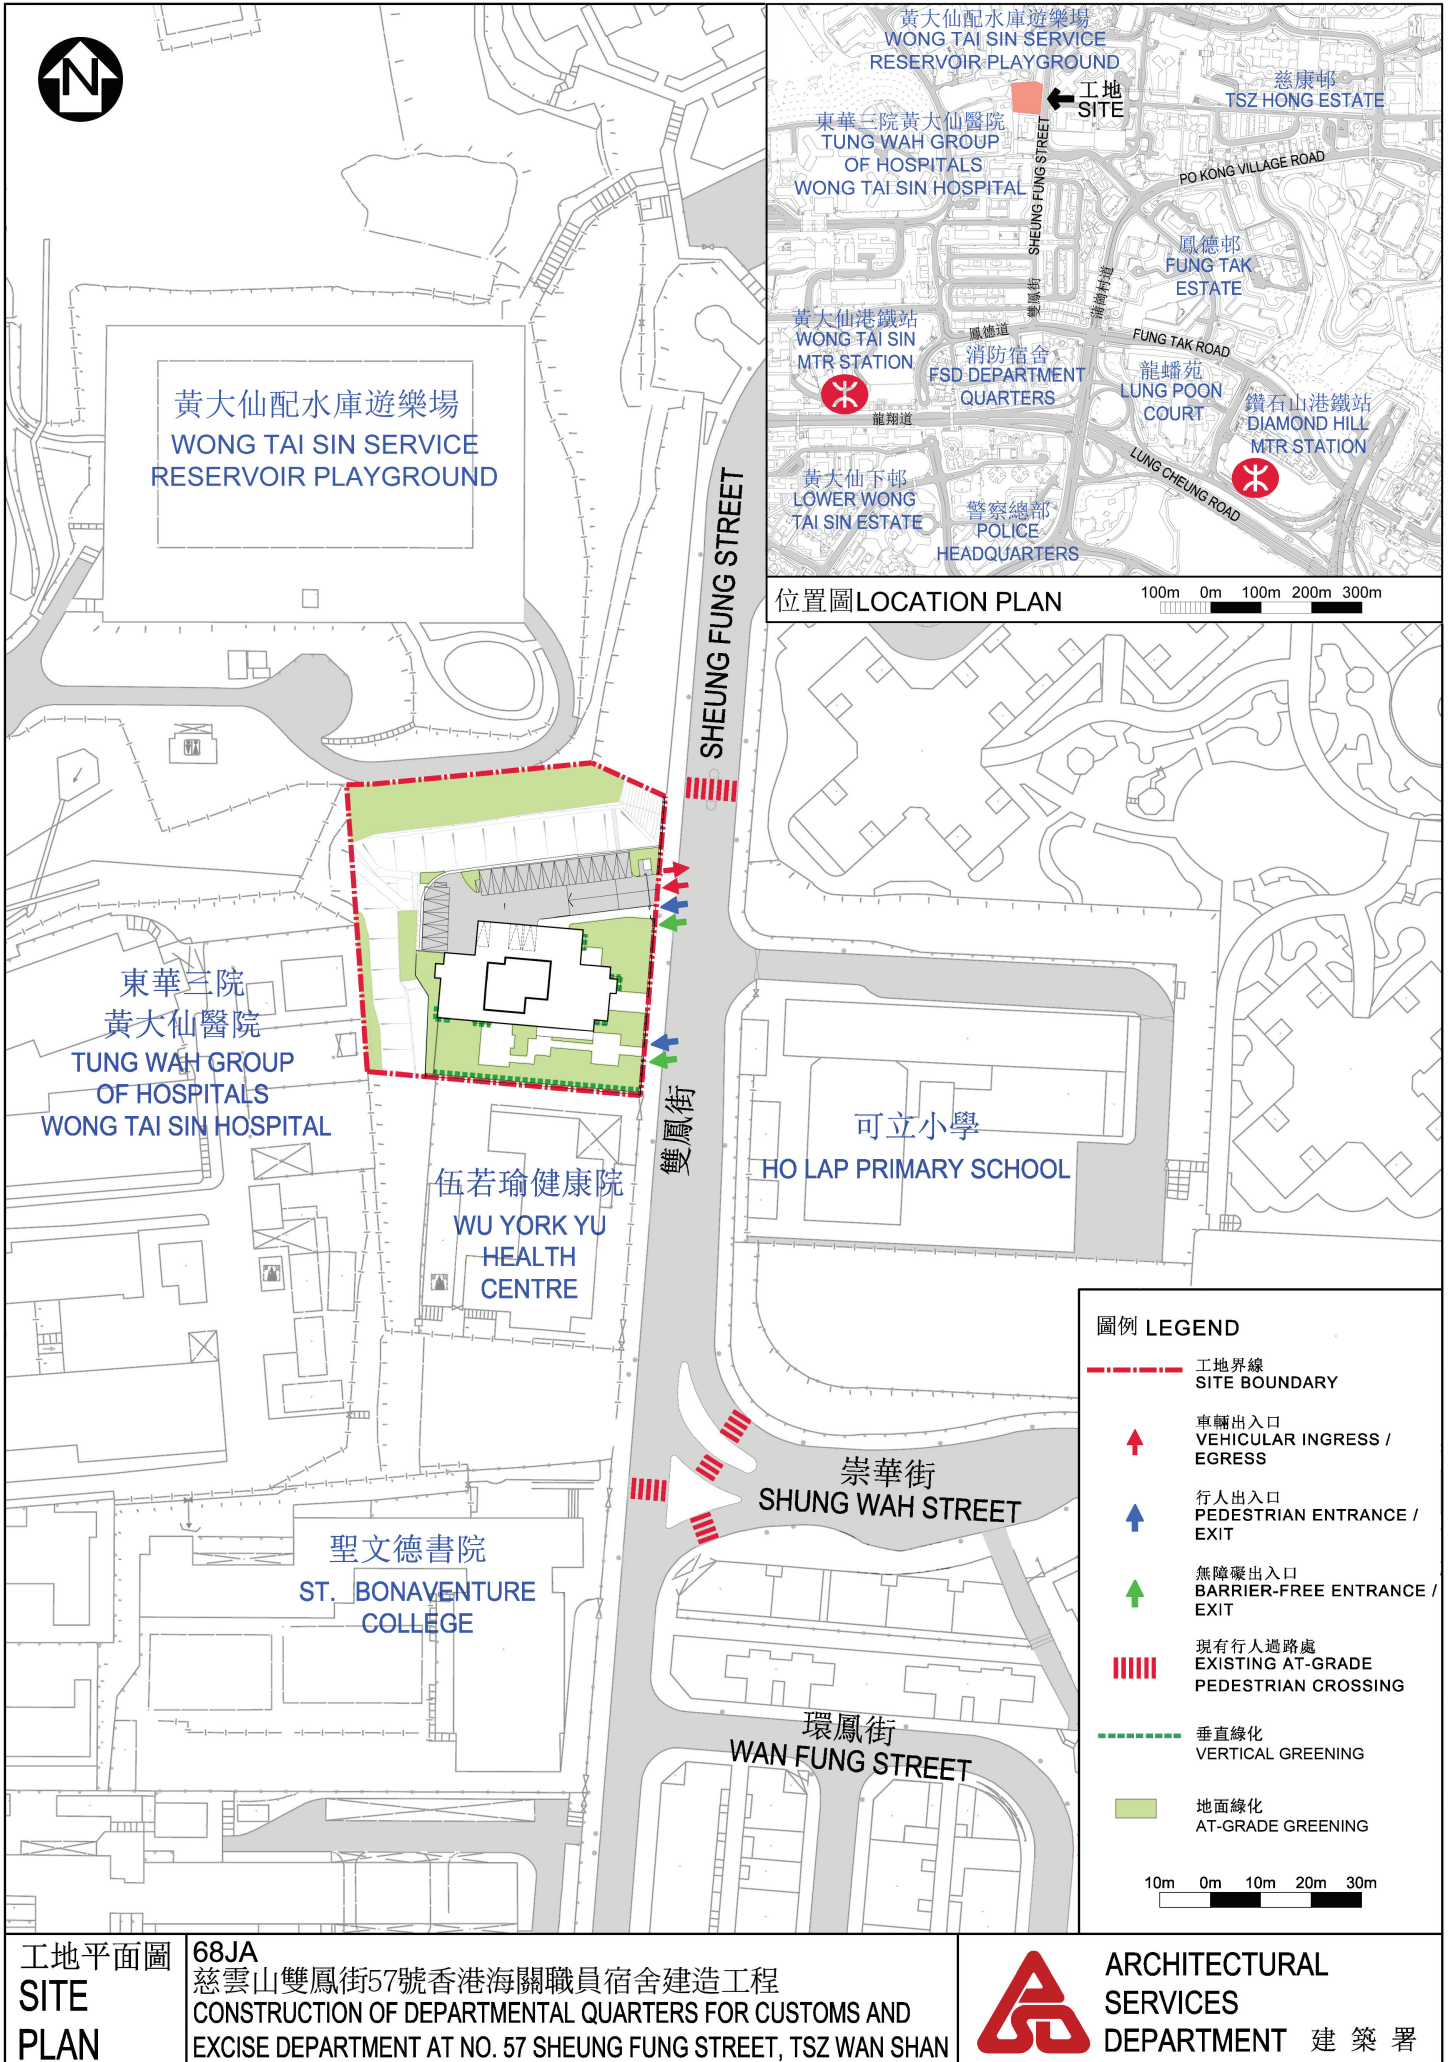 N
黃大仙配水庫遊樂場
WONG TAI SIN SERVICE
RESERVOIR PLAYGROUND
工地
SITE
慈康邨
TSZ HONG ESTATE
東華三院黃大仙醫院
TUNG WAH GROUP
OF HOSPITALS
WONG TAI SIN HOSPITAL
SHEUNG FUNG STREET
雙鳳街
PO KONG VILLAGE ROAD
蒲崗村道
鳳德邨
FUNG TAK
ESTATE
黃大仙港鐵站
WONG TAI SIN
MTR STATION
鳳德道
FUNG TAK ROAD
消防宿舍
FSD DEPARTMENT
QUARTERS
龍蟠苑
LUNG POON
COURT
鑽石山港鐵站
DIAMOND HILL
MTR STATION
龍翔道
LUNG CHEUNG ROAD
黃大仙下邨
LOWER WONG
TAI SIN ESTATE
警察總部
POLICE
HEADQUARTERS
位置圖LOCATION PLAN
100m 0m 100m 200m 300m
黃大仙配水庫遊樂場
WONG TAI SIN SERVICE
RESERVOIR PLAYGROUND
SHEUNG FUNG STREET
雙鳳街
東華三院
黃大仙醫院
TUNG WAH GROUP
OF HOSPITALS
WONG TAI SIN HOSPITAL
伍若瑜健康院
WU YORK YU
HEALTH
CENTRE
可立小學
HO LAP PRIMARY SCHOOL
崇華街
SHUNG WAH STREET
聖文德書院
ST. BONAVENTURE
COLLEGE
環鳳街
WAN FUNG STREET
圖例 LEGEND
工地界線
SITE BOUNDARY
車輛出入口
VEHICULAR INGRESS /
EGRESS
行人出入口
PEDESTRIAN ENTRANCE /
EXIT
無障礙出入口
BARRIER-FREE ENTRANCE /
EXIT
現有行人過路處
EXISTING AT-GRADE
PEDESTRIAN CROSSING
垂直綠化
VERTICAL GREENING
地面綠化
AT-GRADE GREENING
10m 0m 10m 20m 30m
工地平面圖
SITE
PLAN
68JA
慈雲山雙鳳街57號香港海關職員宿舍建造工程
CONSTRUCTION OF DEPARTMENTAL QUARTERS FOR CUSTOMS AND
EXCISE DEPARTMENT AT NO. 57 SHEUNG FUNG STREET, TSZ WAN SHAN
ARCHITECTURAL
SERVICES
DEPARTMENT 建築署